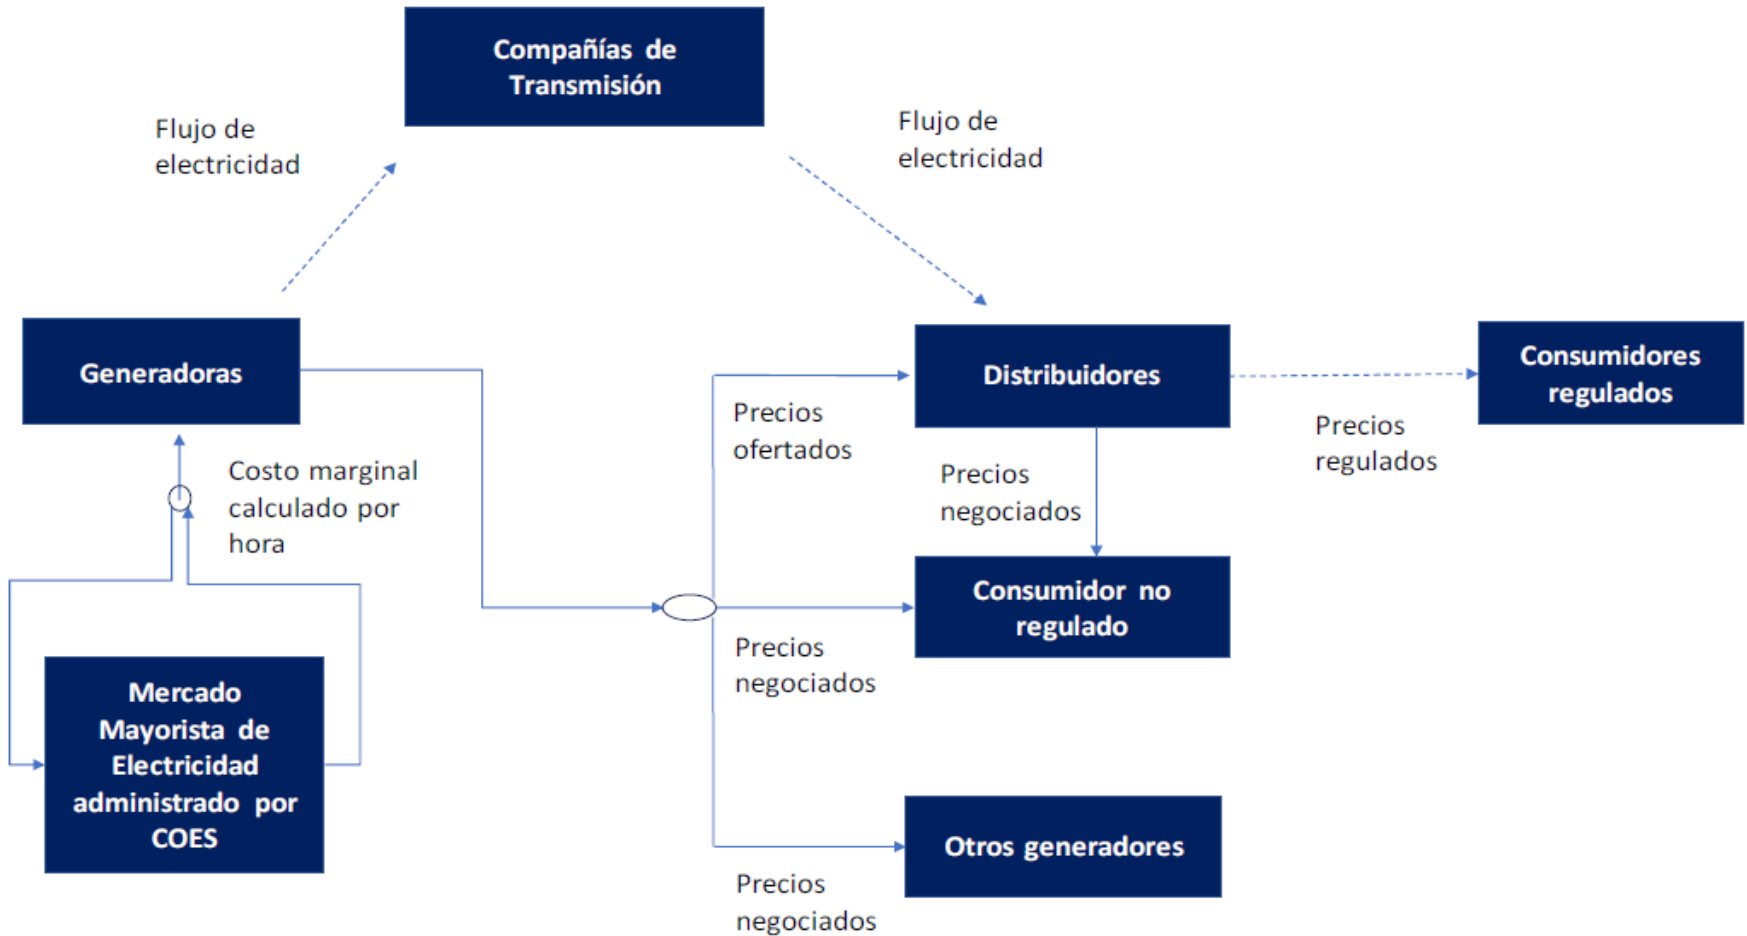 Compañías de
Transmisión
Flujo de
electricidad
Flujo de
electricidad
Generadoras
Distribuidores
Consumidores
regulados
Precios
ofertados
Precios
regulados
Costo marginal
calculado por
hora
Precios
negociados
Consumidor no
regulado
Precios
negociados
Mercado
Mayorista de
Electricidad
administrado por
COES
Otros generadores
Precios
negociados